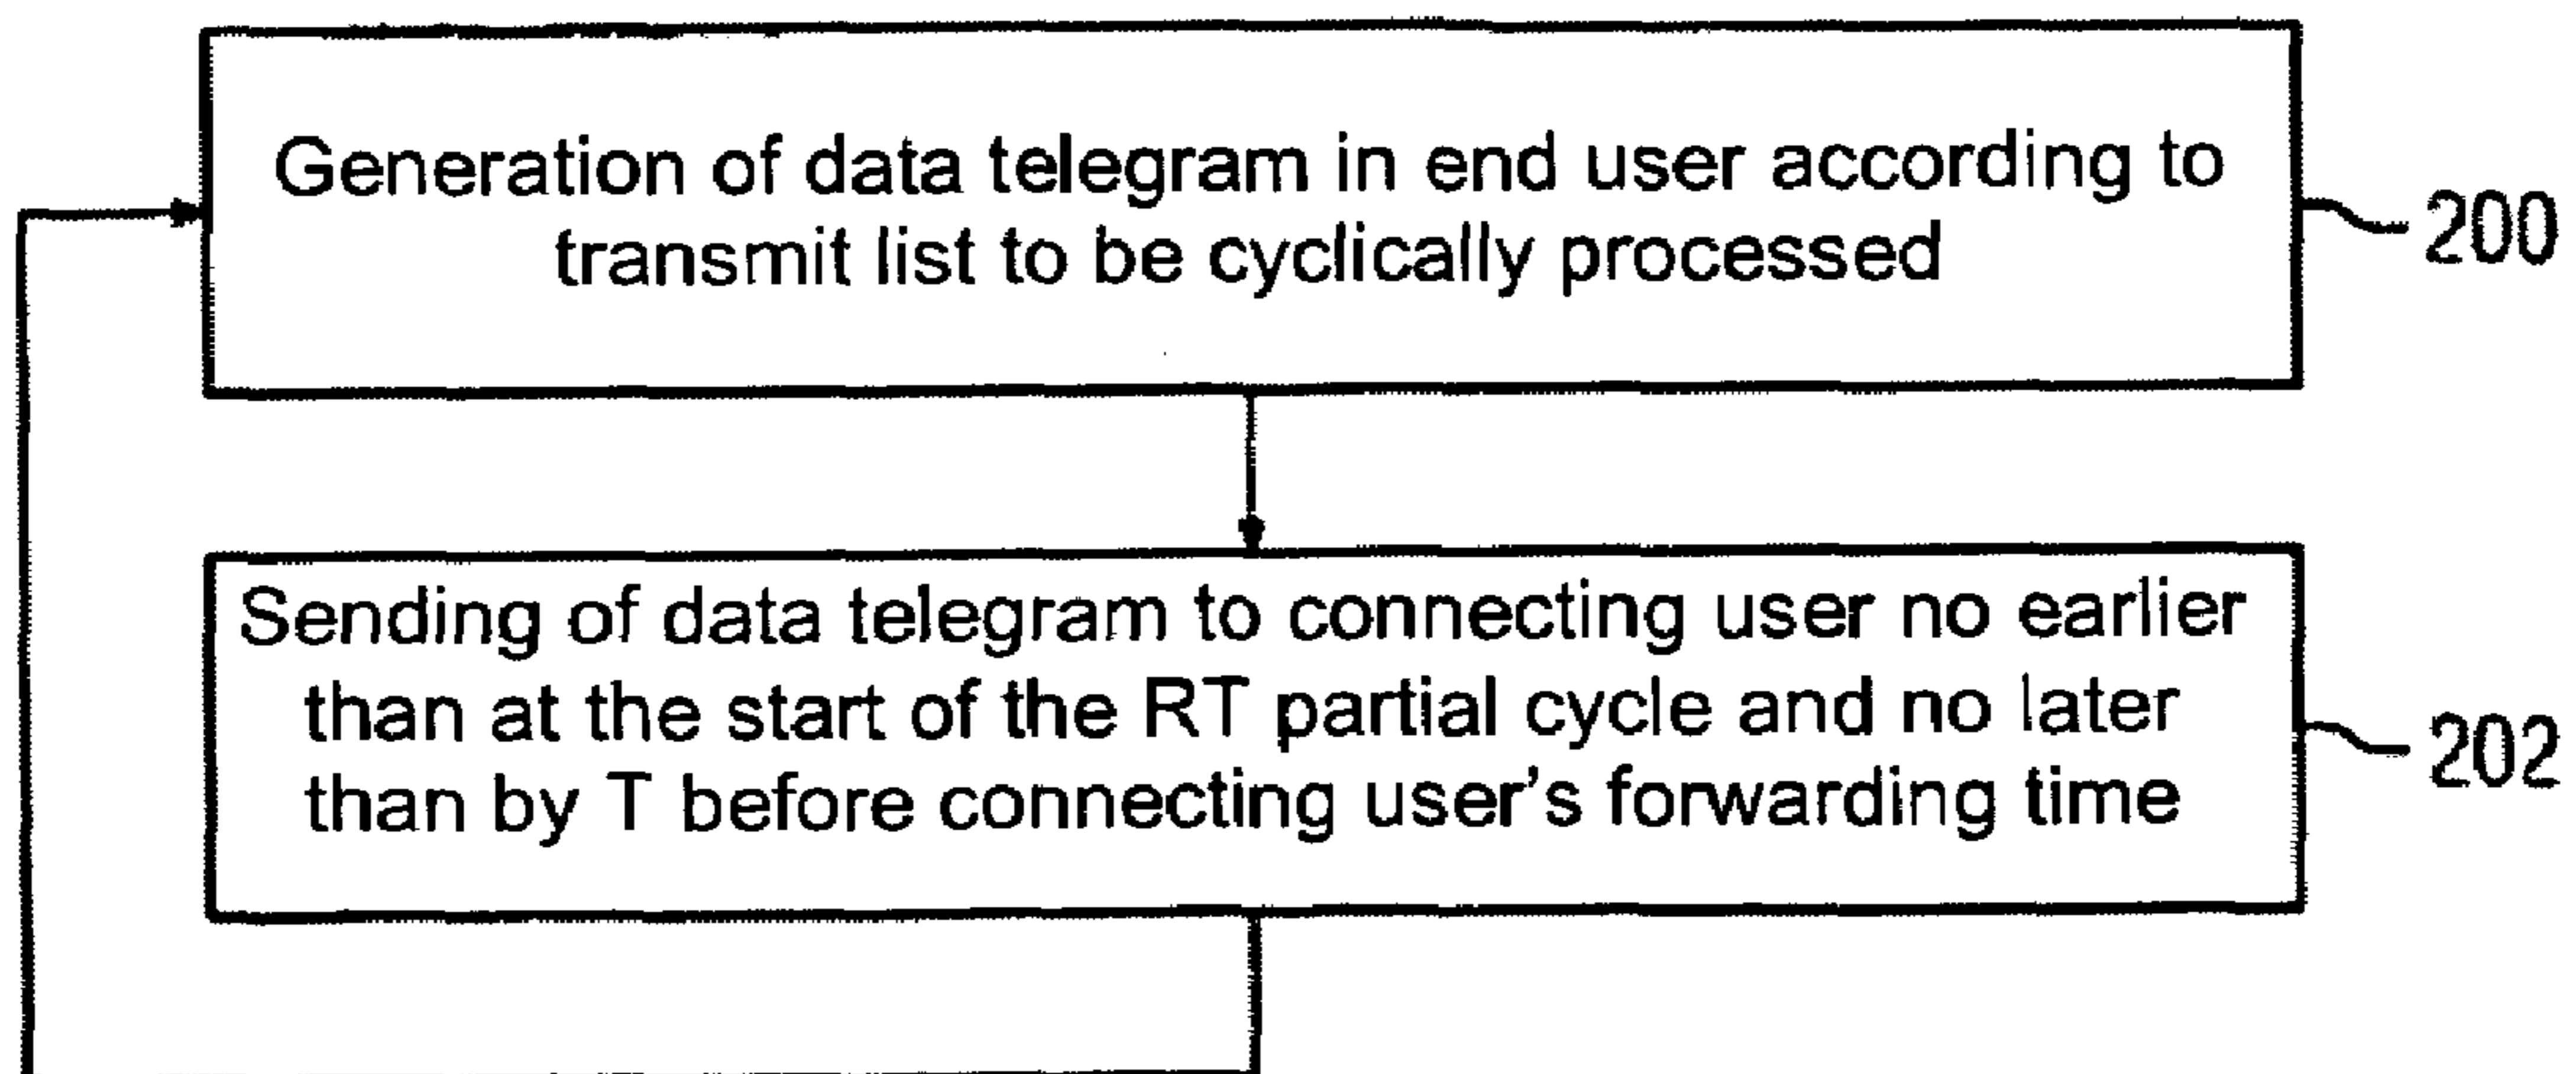 Generation of data telegram in end user according to
transmit list to be cyclically processed
200
Sending of data telegram to connecting user no earlier
than at the start of the RT partial cycle and no later
than by T before connecting user's forwarding time
202